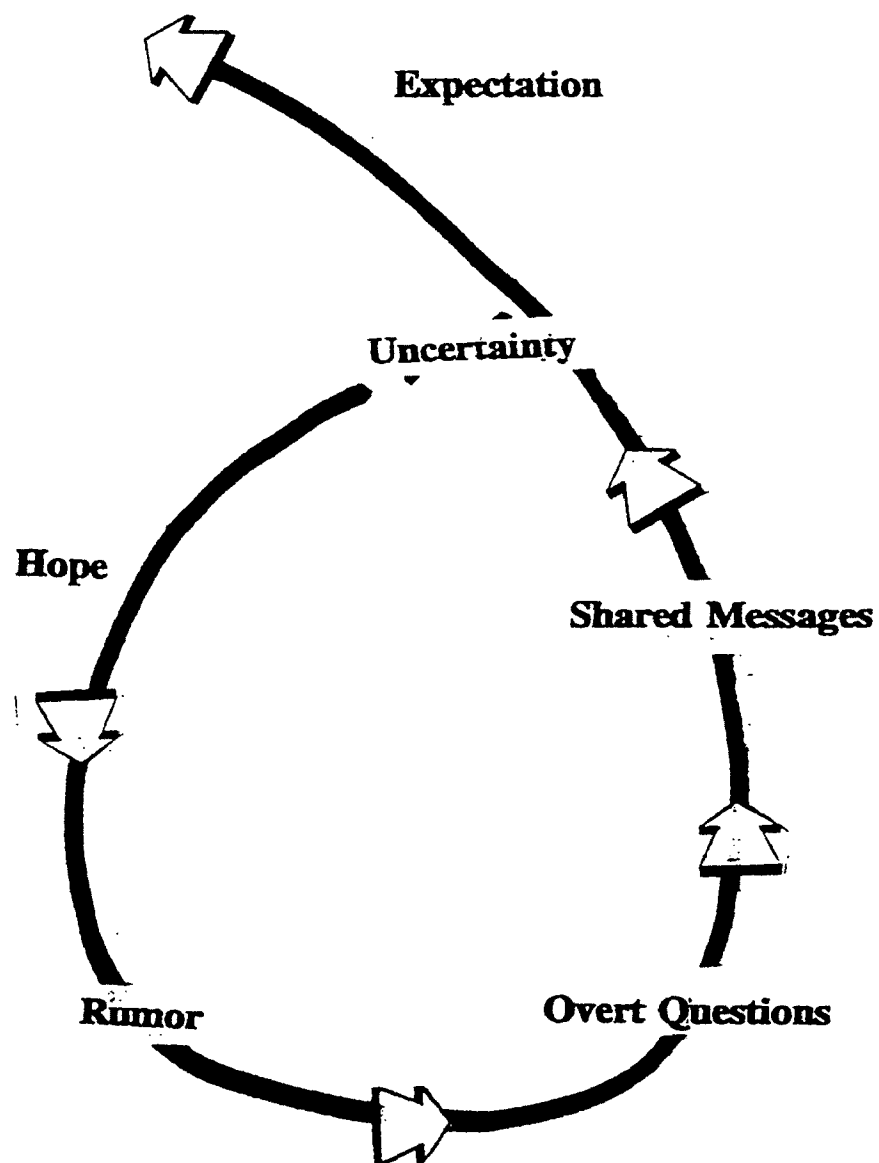 Expectation
Uncertainty
Hope
Shared Messages
Rumor
Overt Questions